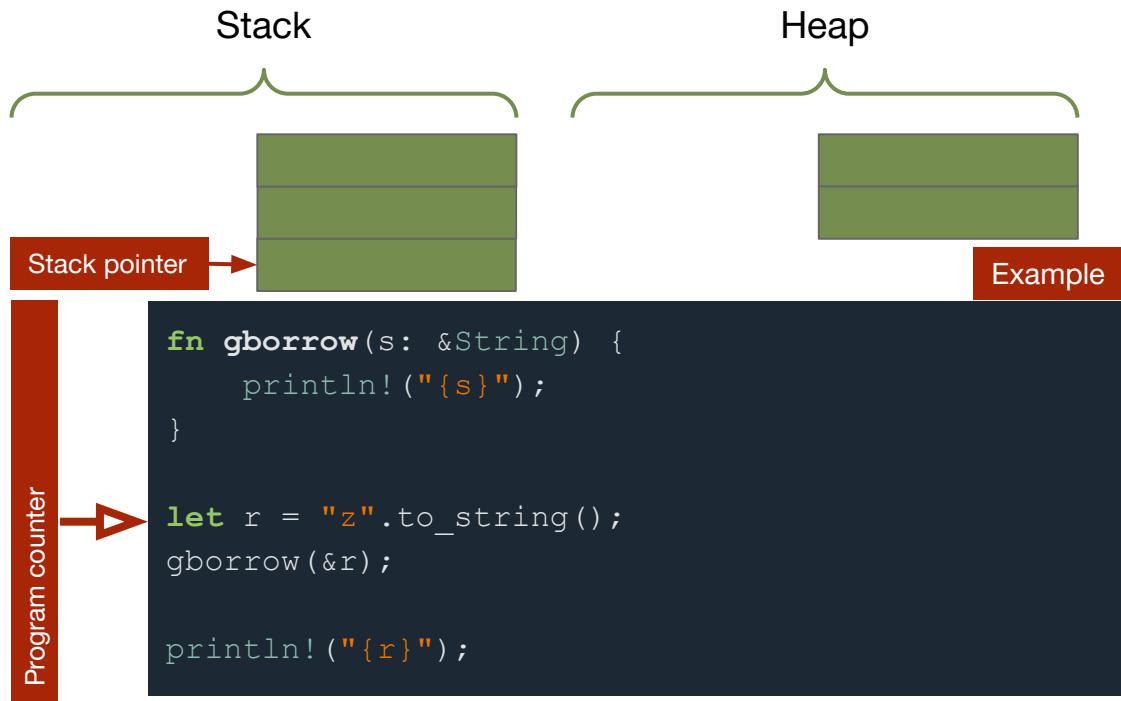 Stack
Heap
Stack pointer
Example
Program counter
fn gborrow(s: &String) {
    println!("{s}");
}
let r = "z".to_string();
gborrow(&r);
println!("{r}");